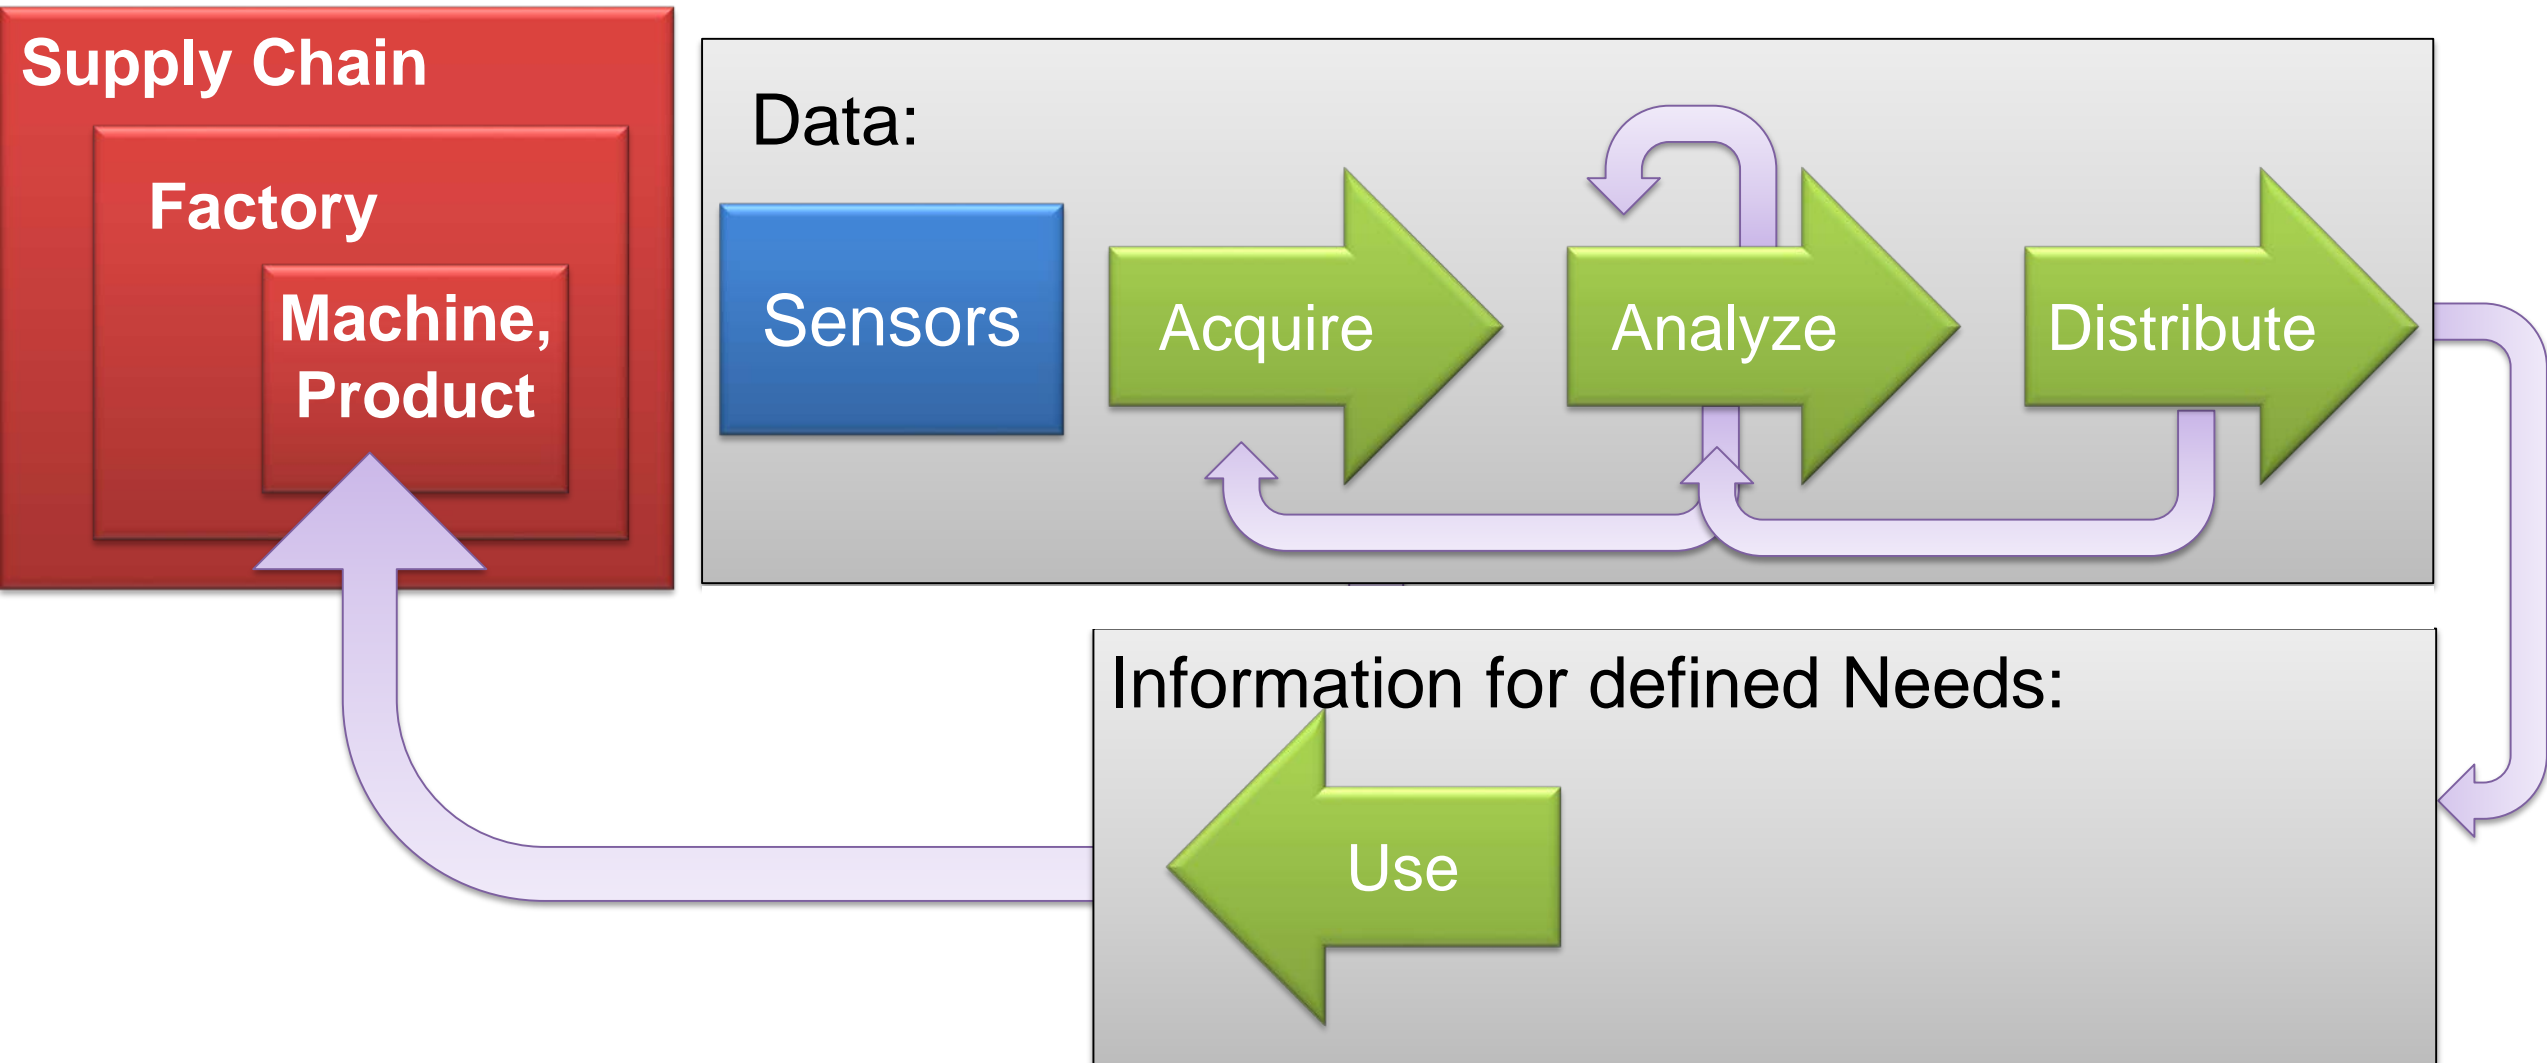 Supply Chain
Factory
Machine,
Product
Data:
Sensors
Acquire
Analyze
Distribute
Information for defined Needs:
Use